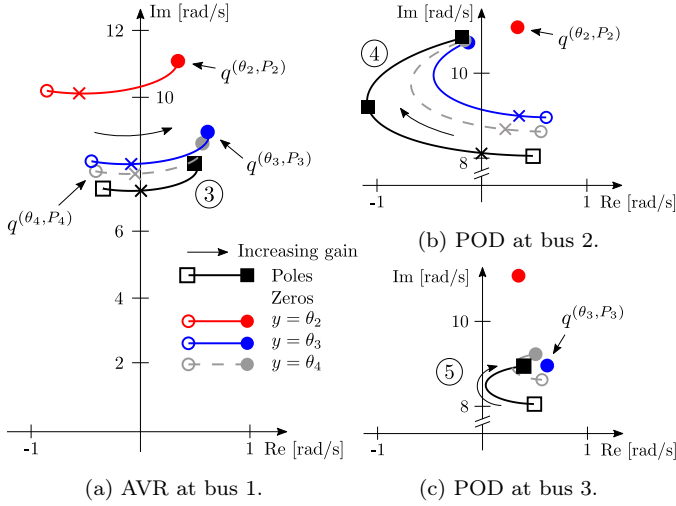 Im [rad/s]
12
10
6
4
2
-1
1
Re [rad/s]
q^(θ₂,P₂)
q^(θ₃,P₃)
q^(θ₄,P₄)
3
Increasing gain
Poles
Zeros
y = θ₂
y = θ₃
y = θ₄
(a) AVR at bus 1.
Im [rad/s]
4
10
8
q^(θ₂,P₂)
-1
1
Re [rad/s]
(b) POD at bus 2.
Im [rad/s]
10
q^(θ₃,P₃)
5
8
-1
1
Re [rad/s]
(c) POD at bus 3.